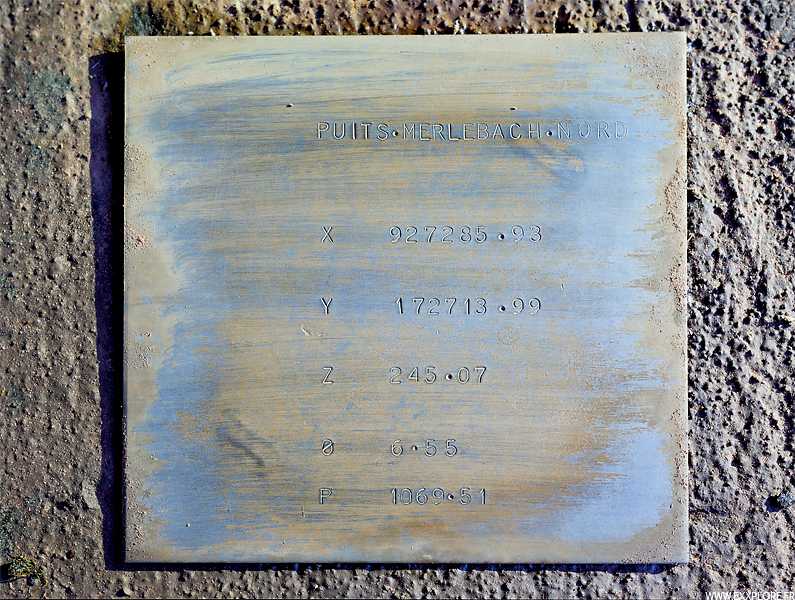 PUITS·MERLEBACH·NORD
X 927285·93
Y 172713·99
Z 245·07
Ø 6·55
P 1069·51
WWW.EXXPLORE.FR